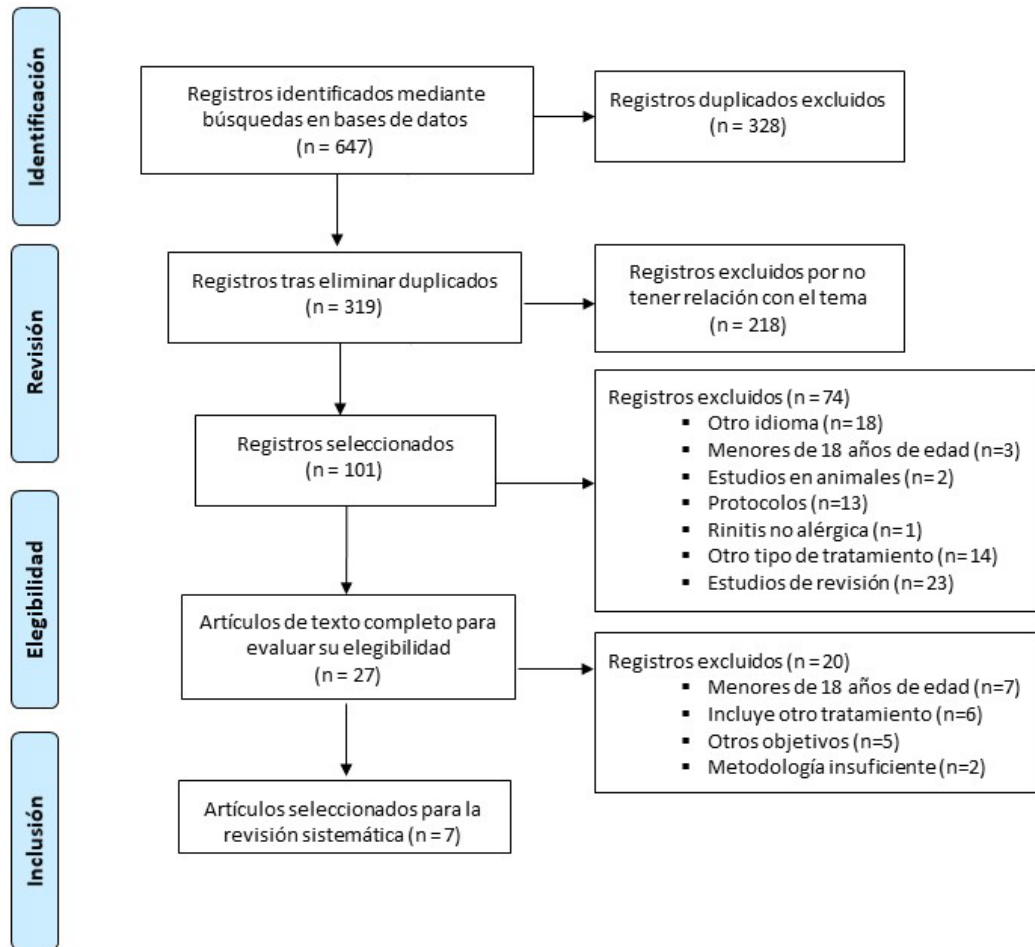 Identificación
Registros identificados mediante
búsquedas en bases de datos
(n = 647)
Registros duplicados excluidos
(n = 328)
Revisión
Registros tras eliminar duplicados
(n = 319)
Registros excluidos por no
tener relación con el tema
(n = 218)
Registros seleccionados
(n = 101)
Registros excluidos (n = 74)
▪ Otro idioma (n=18)
▪ Menores de 18 años de edad (n=3)
▪ Estudios en animales (n=2)
▪ Protocolos (n=13)
▪ Rinitis no alérgica (n=1)
▪ Otro tipo de tratamiento (n=14)
▪ Estudios de revisión (n=23)
Elegibilidad
Artículos de texto completo para
evaluar su elegibilidad
(n = 27)
Registros excluidos (n = 20)
▪ Menores de 18 años de edad (n=7)
▪ Incluye otro tratamiento (n=6)
▪ Otros objetivos (n=5)
▪ Metodología insuficiente (n=2)
Inclusión
Artículos seleccionados para la
revisión sistemática (n = 7)